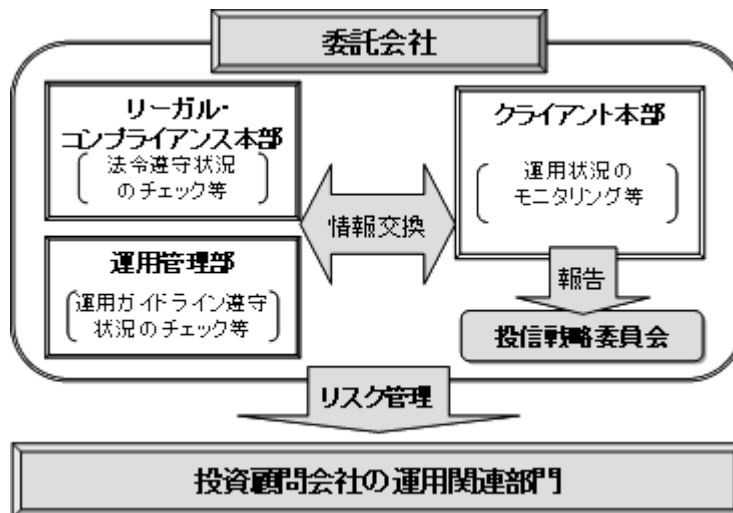 委託会社
リーガル・
コンプライアンス本部
法令遵守状況
のチェック等
運用管理部
運用ガイドライン遵守
状況のチェック等
情報交換
クライアント本部
運用状況の
モニタリング等
報告
投信戦略委員会
リスク管理
投資顧問会社の運用関連部門